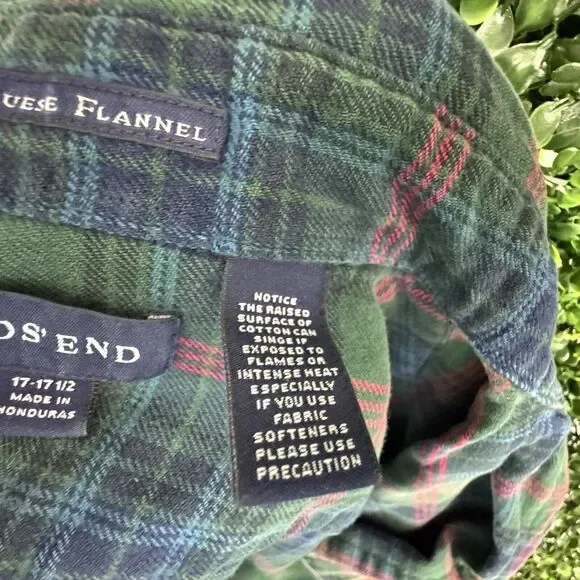 UESE FLANNEL
DS' END
17-17 1/2
MADE IN
HONDURAS
NOTICE
THE RAISED
SURFACE OF
COTTON CAN
SINGE IF
EXPOSED TO
FLAMES OR
INTENSE HEAT
ESPECIALLY
IF YOU USE
FABRIC
SOFTENERS
PLEASE USE
PRECAUTION